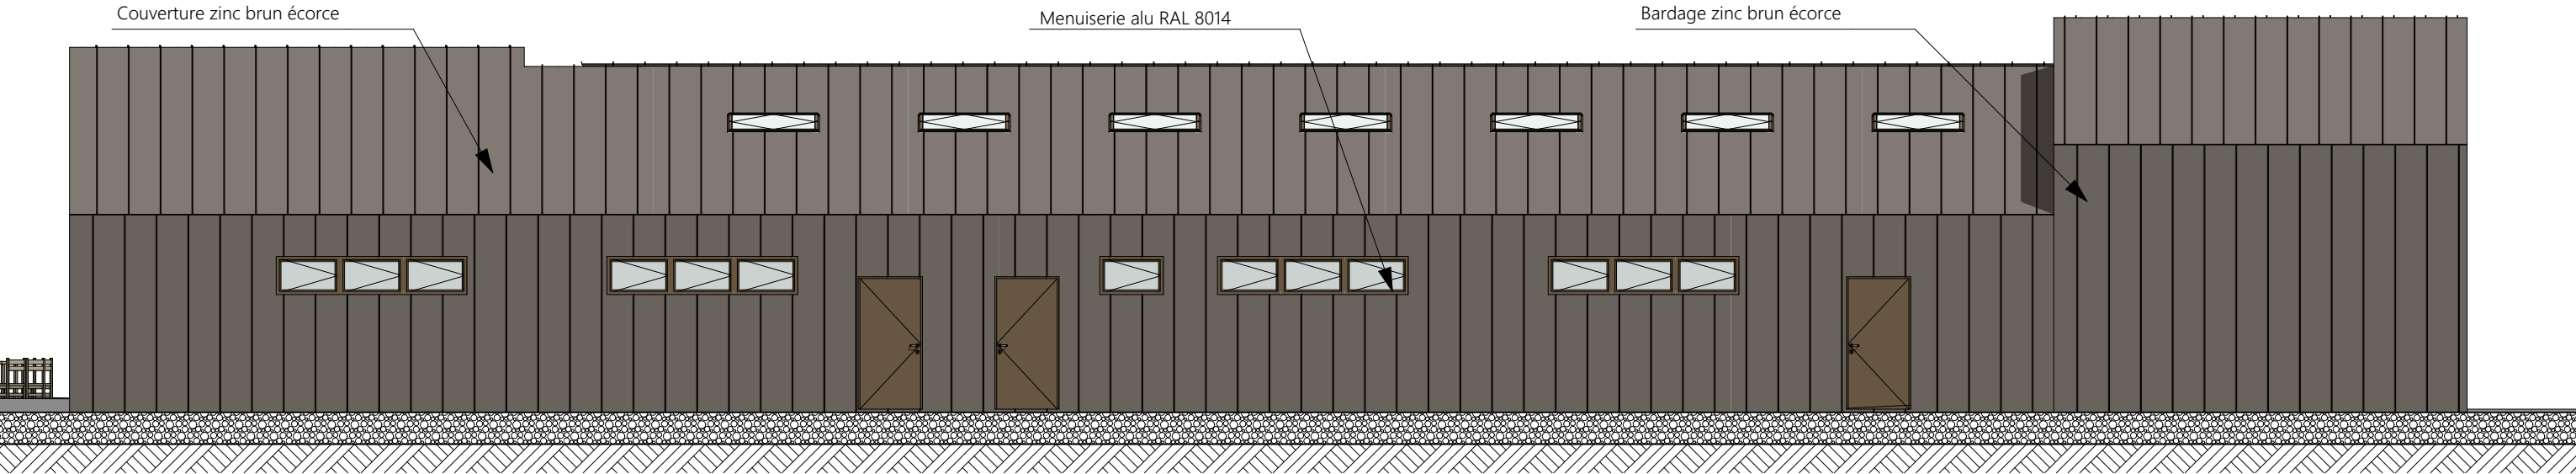 Couverture zinc brun écorce
Menuiserie alu RAL 8014
Bardage zinc brun écorce